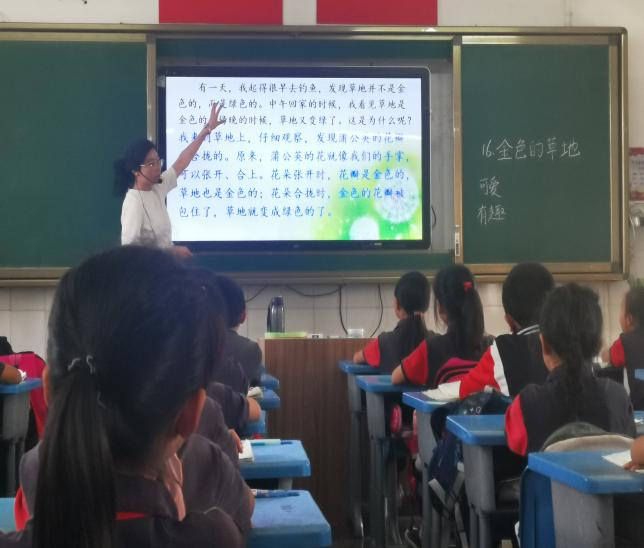 有一天，我起得很早去钓鱼，发现草地并不是金
色的，而是绿色的。中午回家的时候，我看见草地是
金色的。傍晚的时候，草地又变绿了。这是为什么呢？
我来到草地上，仔细观察，发现蒲公英的花瓣
合拢的。原来，蒲公英的花就像我们的手掌，
可以张开、合上。花朵张开时，花瓣是金色的，
草地也是金色的；花朵合拢时，金色的花瓣被
包住了，草地就变成绿色的了。
16.金色的草地
可爱
有趣